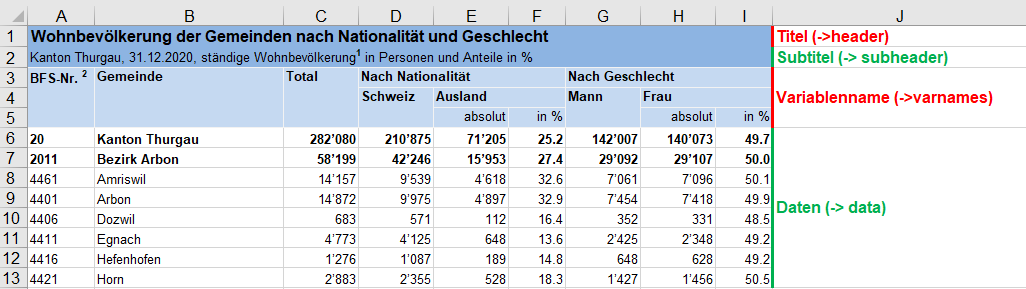 A B C D E F G H I J
1 Wohnbevölkerung der Gemeinden nach Nationalität und Geschlecht Titel (->header)
2 Kanton Thurgau, 31.12.2020, ständige Wohnbevölkerung¹ in Personen und Anteile in % Subtitel (-> subheader)
3 BFS-Nr. ² Gemeinde Total Nach Nationalität Nach Geschlecht
4 Schweiz Ausland Mann Frau Variablenname (->varnames)
5 absolut in % absolut in %
6 20 Kanton Thurgau 282’080 210’875 71’205 25.2 142’007 140’073 49.7
7 2011 Bezirk Arbon 58’199 42’246 15’953 27.4 29’092 29’107 50.0
8 4461 Amriswil 14’157 9’539 4’618 32.6 7’061 7’096 50.1
9 4401 Arbon 14’872 9’975 4’897 32.9 7’454 7’418 49.9
10 4406 Dozwil 683 571 112 16.4 352 331 48.5 Daten (-> data)
11 4411 Egnach 4’773 4’125 648 13.6 2’425 2’348 49.2
12 4416 Hefenhofen 1’276 1’087 189 14.8 648 628 49.2
13 4421 Horn 2’883 2’355 528 18.3 1’427 1’456 50.5